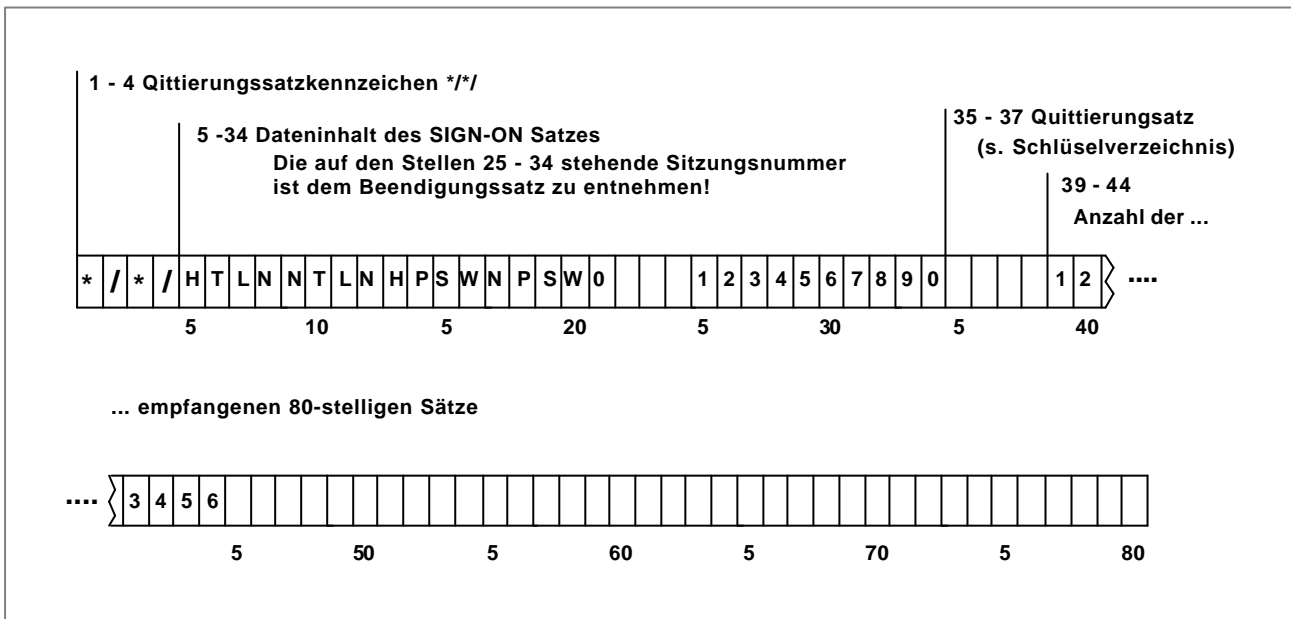 1 - 4 Qittierungssatzkennzeichen */*/
5 -34 Dateninhalt des SIGN-ON Satzes
Die auf den Stellen 25 - 34 stehende Sitzungsnummer
ist dem Beendigungssatz zu entnehmen!
35 - 37 Quittierungsatz
(s. Schlüselverzeichnis)
39 - 44
Anzahl der ...
* / * / H T L N N T L N H P S W N P S W 0 1 2 3 4 5 6 7 8 9 0 1 2 ....
5 10 5 20 5 30 5 40
... empfangenen 80-stelligen Sätze
.... 3 4 5 6
5 50 5 60 5 70 5 80